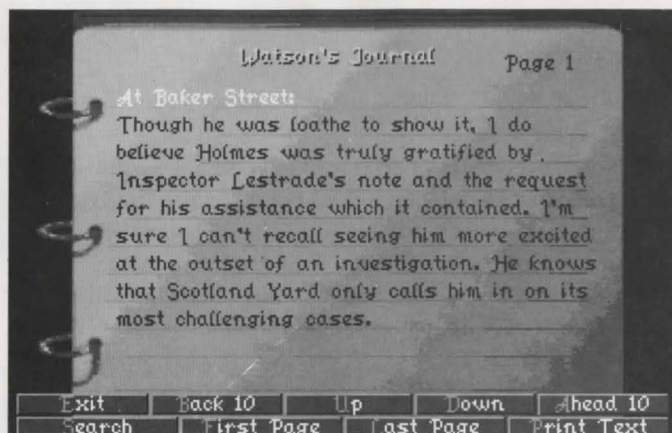 Watson's Journal
Page 1
At Baker Street:
Though he was loathe to show it, I do
believe Holmes was truly gratified by
Inspector Lestrade's note and the request
for his assistance which it contained. I'm
sure I can't recall seeing him more excited
at the outset of an investigation. He knows
that Scotland Yard only calls him in on its
most challenging cases.
Exit Back 10 Up Down Ahead 10
Search First Page Last Page Print Text